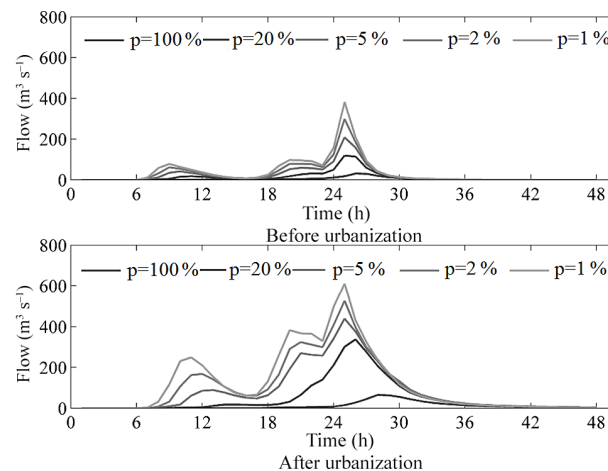 800
p=100 % p=20 % p=5 % p=2 % p=1 %
600
400
200
0
Flow (m³ s⁻¹)
0 6 12 18 24 30 36 42 48
Time (h)
Before urbanization
800
p=100 % p=20 % p=5 % p=2 % p=1 %
600
400
200
0
Flow (m³ s⁻¹)
0 6 12 18 24 30 36 42 48
Time (h)
After urbanization